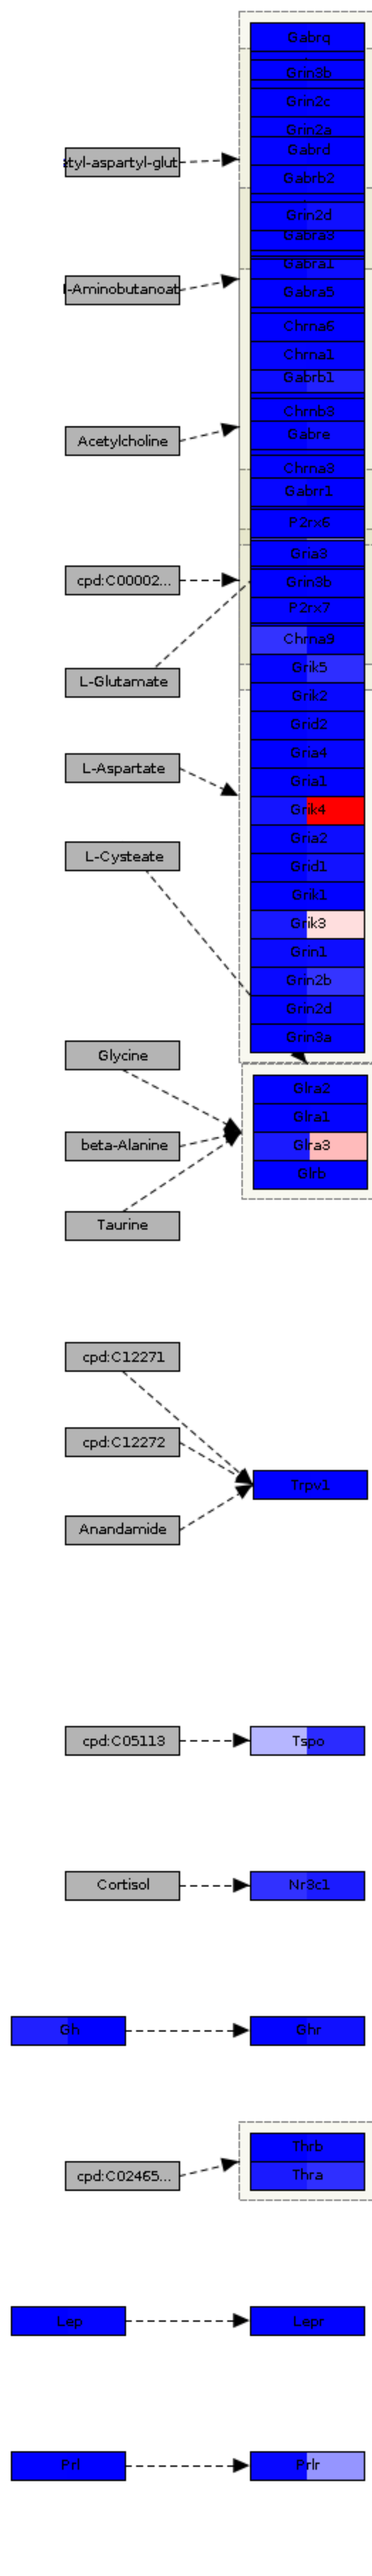 Gabrq
Grin3b
Grin2c
Grin2a
Gabrd
tyl-aspartyl-glut
Gabrb2
Grin2d
Gabra3
Gabra1
-Aminobutanoat
Gabra5
Chrna6
Chrna1
Gabrb1
Chrnb3
Gabre
Acetylcholine
Chrna3
Gabrr1
P2rx6
Gria3
cpd:C00002...
Grin3b
P2rx7
Chrna9
Grik5
L-Glutamate
Grik2
Grid2
Gria4
L-Aspartate
Gria1
Grik4
Gria2
L-Cysteate
Grid1
Grik1
Grik3
Grin1
Grin2b
Grin2d
Grin3a
Glycine
Glra2
Glra1
beta-Alanine
Glra3
Glrb
Taurine
cpd:C12271
cpd:C12272
Trpv1
Anandamide
cpd:C05113
Tspo
Cortisol
Nr3c1
Gh
Ghr
Thrb
cpd:C02465...
Thra
Lep
Lepr
Prl
Prlr